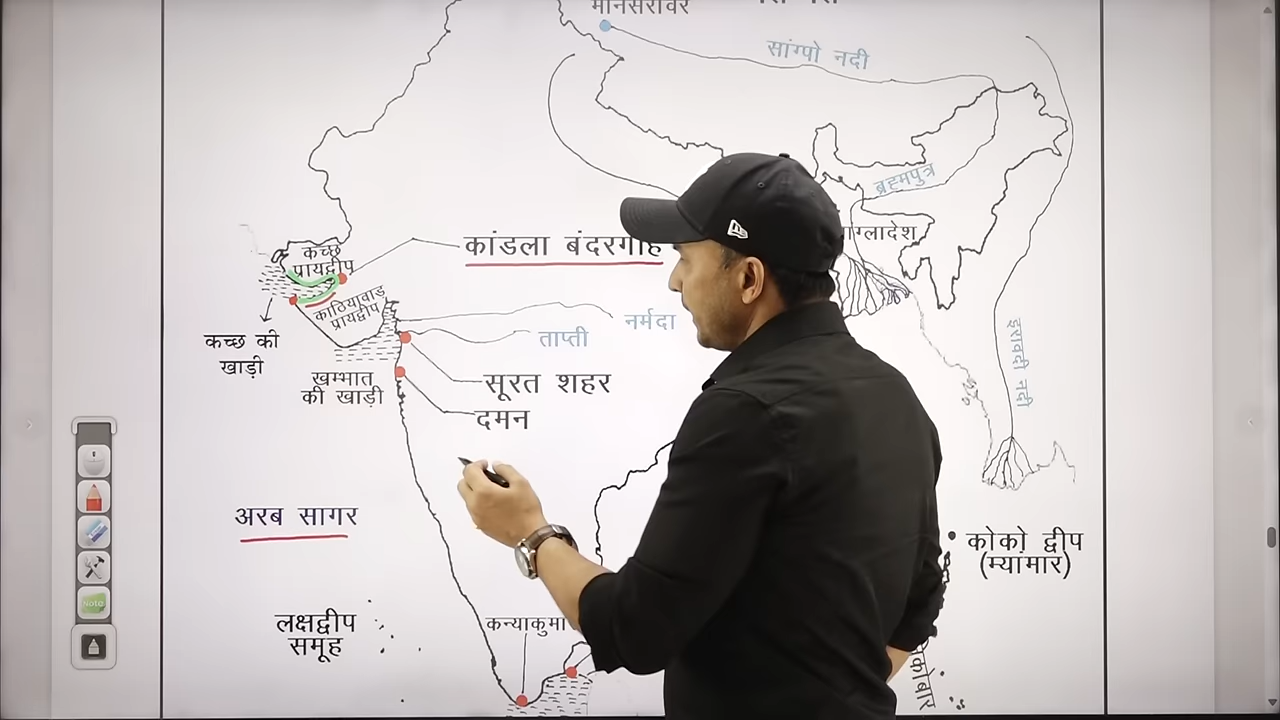 मानसरोवर
सांग्पो नदी
ब्रह्मपुत्र
कच्छ
प्रायद्वीप
कांडला बंदरगाह
काठियावाड़
प्रायद्वीप
नर्मदा
ताप्ती
कच्छ की
खाड़ी
खम्भात
की खाड़ी
सूरत शहर
दमन
इरावदी नदी
अरब सागर
कोको द्वीप
(म्यांमार)
लक्षद्वीप
समूह
Note